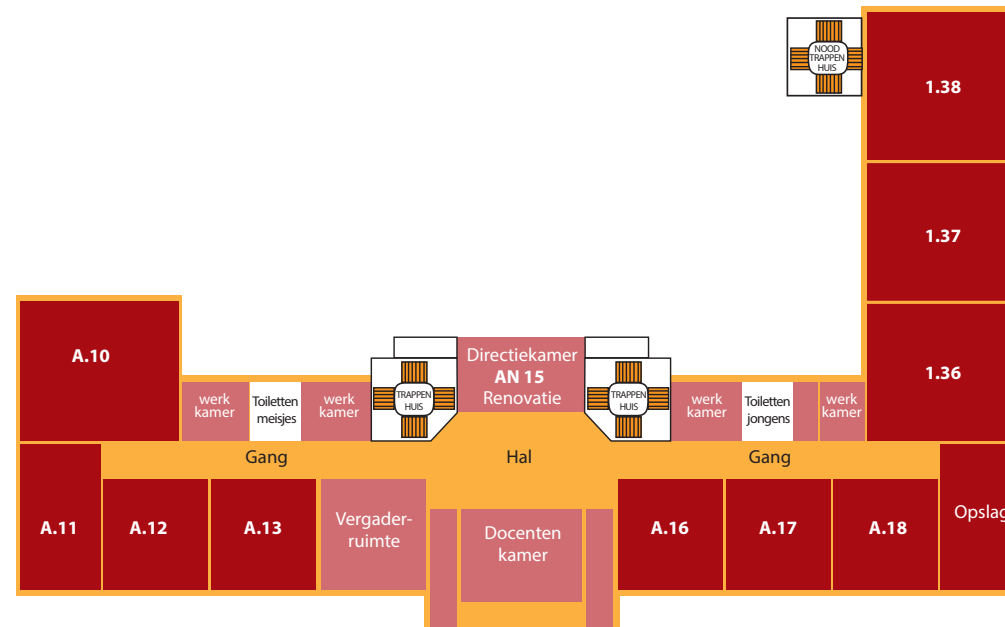 NOOD
TRAPPEN
HUIS
1.38
1.37
1.36
A.10
werk
kamer
Toiletten
meisjes
werk
kamer
TRAPPEN
HUIS
Directiekamer
AN 15
Renovatie
TRAPPEN
HUIS
werk
kamer
Toiletten
jongens
werk
kamer
Gang
Hal
Gang
A.11
A.12
A.13
Vergader-
ruimte
Docenten
kamer
A.16
A.17
A.18
Opslag